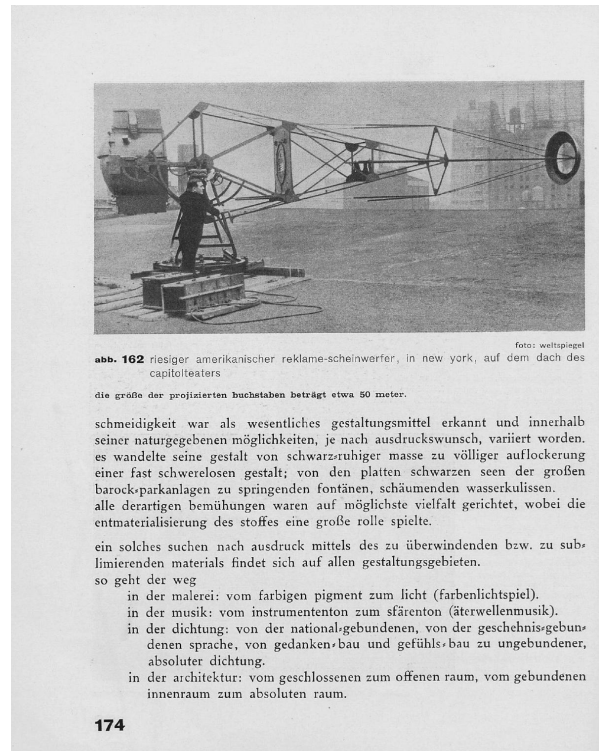 foto: weltspiegel
abb. 162 riesiger amerikanischer reklame-scheinwerfer, in new york, auf dem dach des
capitolteaters
die größe der projizierten buchstaben beträgt etwa 50 meter.
schmeidigkeit war als wesentliches gestaltungsmittel erkannt und innerhalb
seiner naturgegebenen möglichkeiten, je nach ausdruckswunsch, variiert worden.
es wandelte seine gestalt von schwarz-ruhiger masse zu völliger auflockerung
einer fast schwerelosen gestalt; von den platten schwarzen seen der großen
barock-parkanlagen zu springenden fontänen, schäumenden wasserkulissen.
alle derartigen bemühungen waren auf möglichste vielfalt gerichtet, wobei die
entmaterialisierung des stoffes eine große rolle spielte.
ein solches suchen nach ausdruck mittels des zu überwindenden bzw. zu sub-
limierenden materials findet sich auf allen gestaltungsgebieten.
so geht der weg
in der malerei: vom farbigen pigment zum licht (farbenlichtspiel).
in der musik: vom instrumententon zum sfärenton (äterwellenmusik).
in der dichtung: von der national-gebundenen, von der geschehnis-gebun-
denen sprache, von gedanken-bau und gefühls-bau zu ungebundener,
absoluter dichtung.
in der architektur: vom geschlossenen zum offenen raum, vom gebundenen
innenraum zum absoluten raum.
174